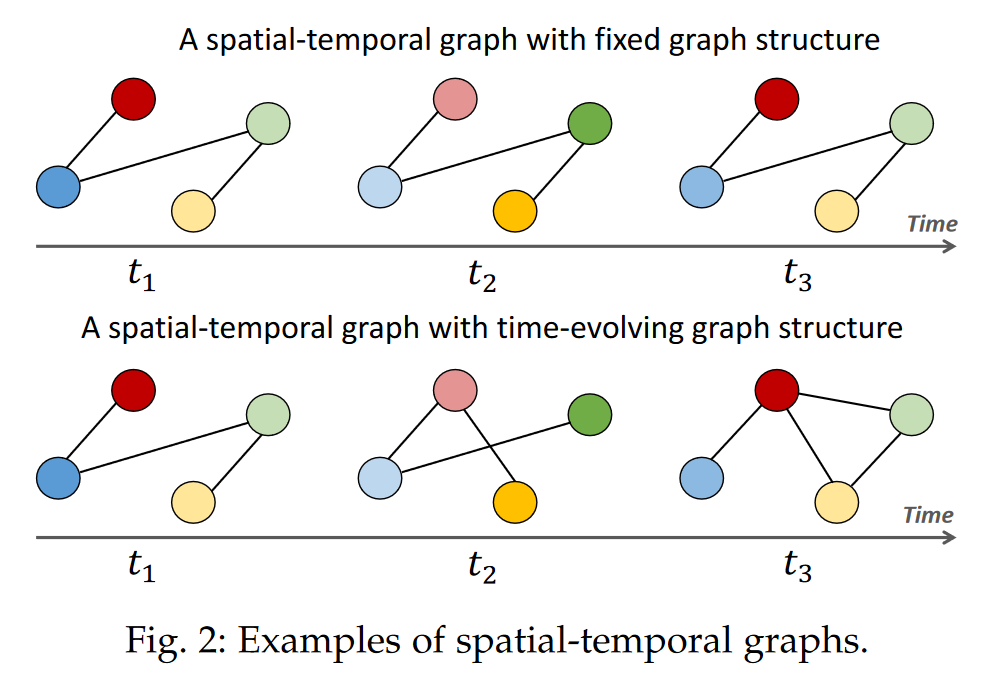 A spatial-temporal graph with fixed graph structure
Time
t1 t2 t3
A spatial-temporal graph with time-evolving graph structure
Time
t1 t2 t3
Fig. 2: Examples of spatial-temporal graphs.